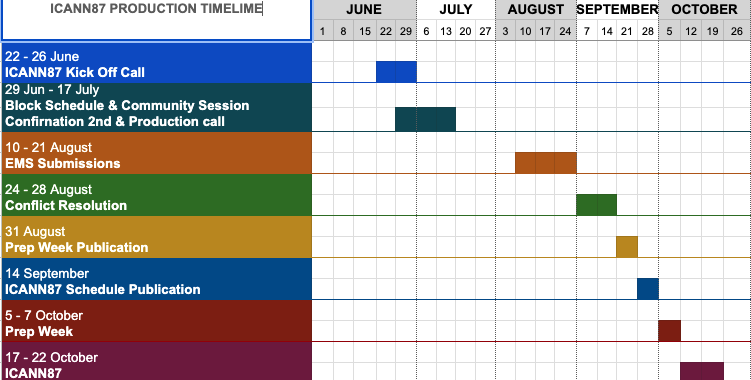 ICANN87 PRODUCTION TIMELIME
JUNE JULY AUGUST SEPTEMBER OCTOBER
1 8 15 22 29 6 13 20 27 3 10 17 24 7 14 21 28 5 12 19 26
22 - 26 June
ICANN87 Kick Off Call
29 Jun - 17 July
Block Schedule & Community Session
Confirnation 2nd & Production call
10 - 21 August
EMS Submissions
24 - 28 August
Conflict Resolution
31 August
Prep Week Publication
14 September
ICANN87 Schedule Publication
5 - 7 October
Prep Week
17 - 22 October
ICANN87